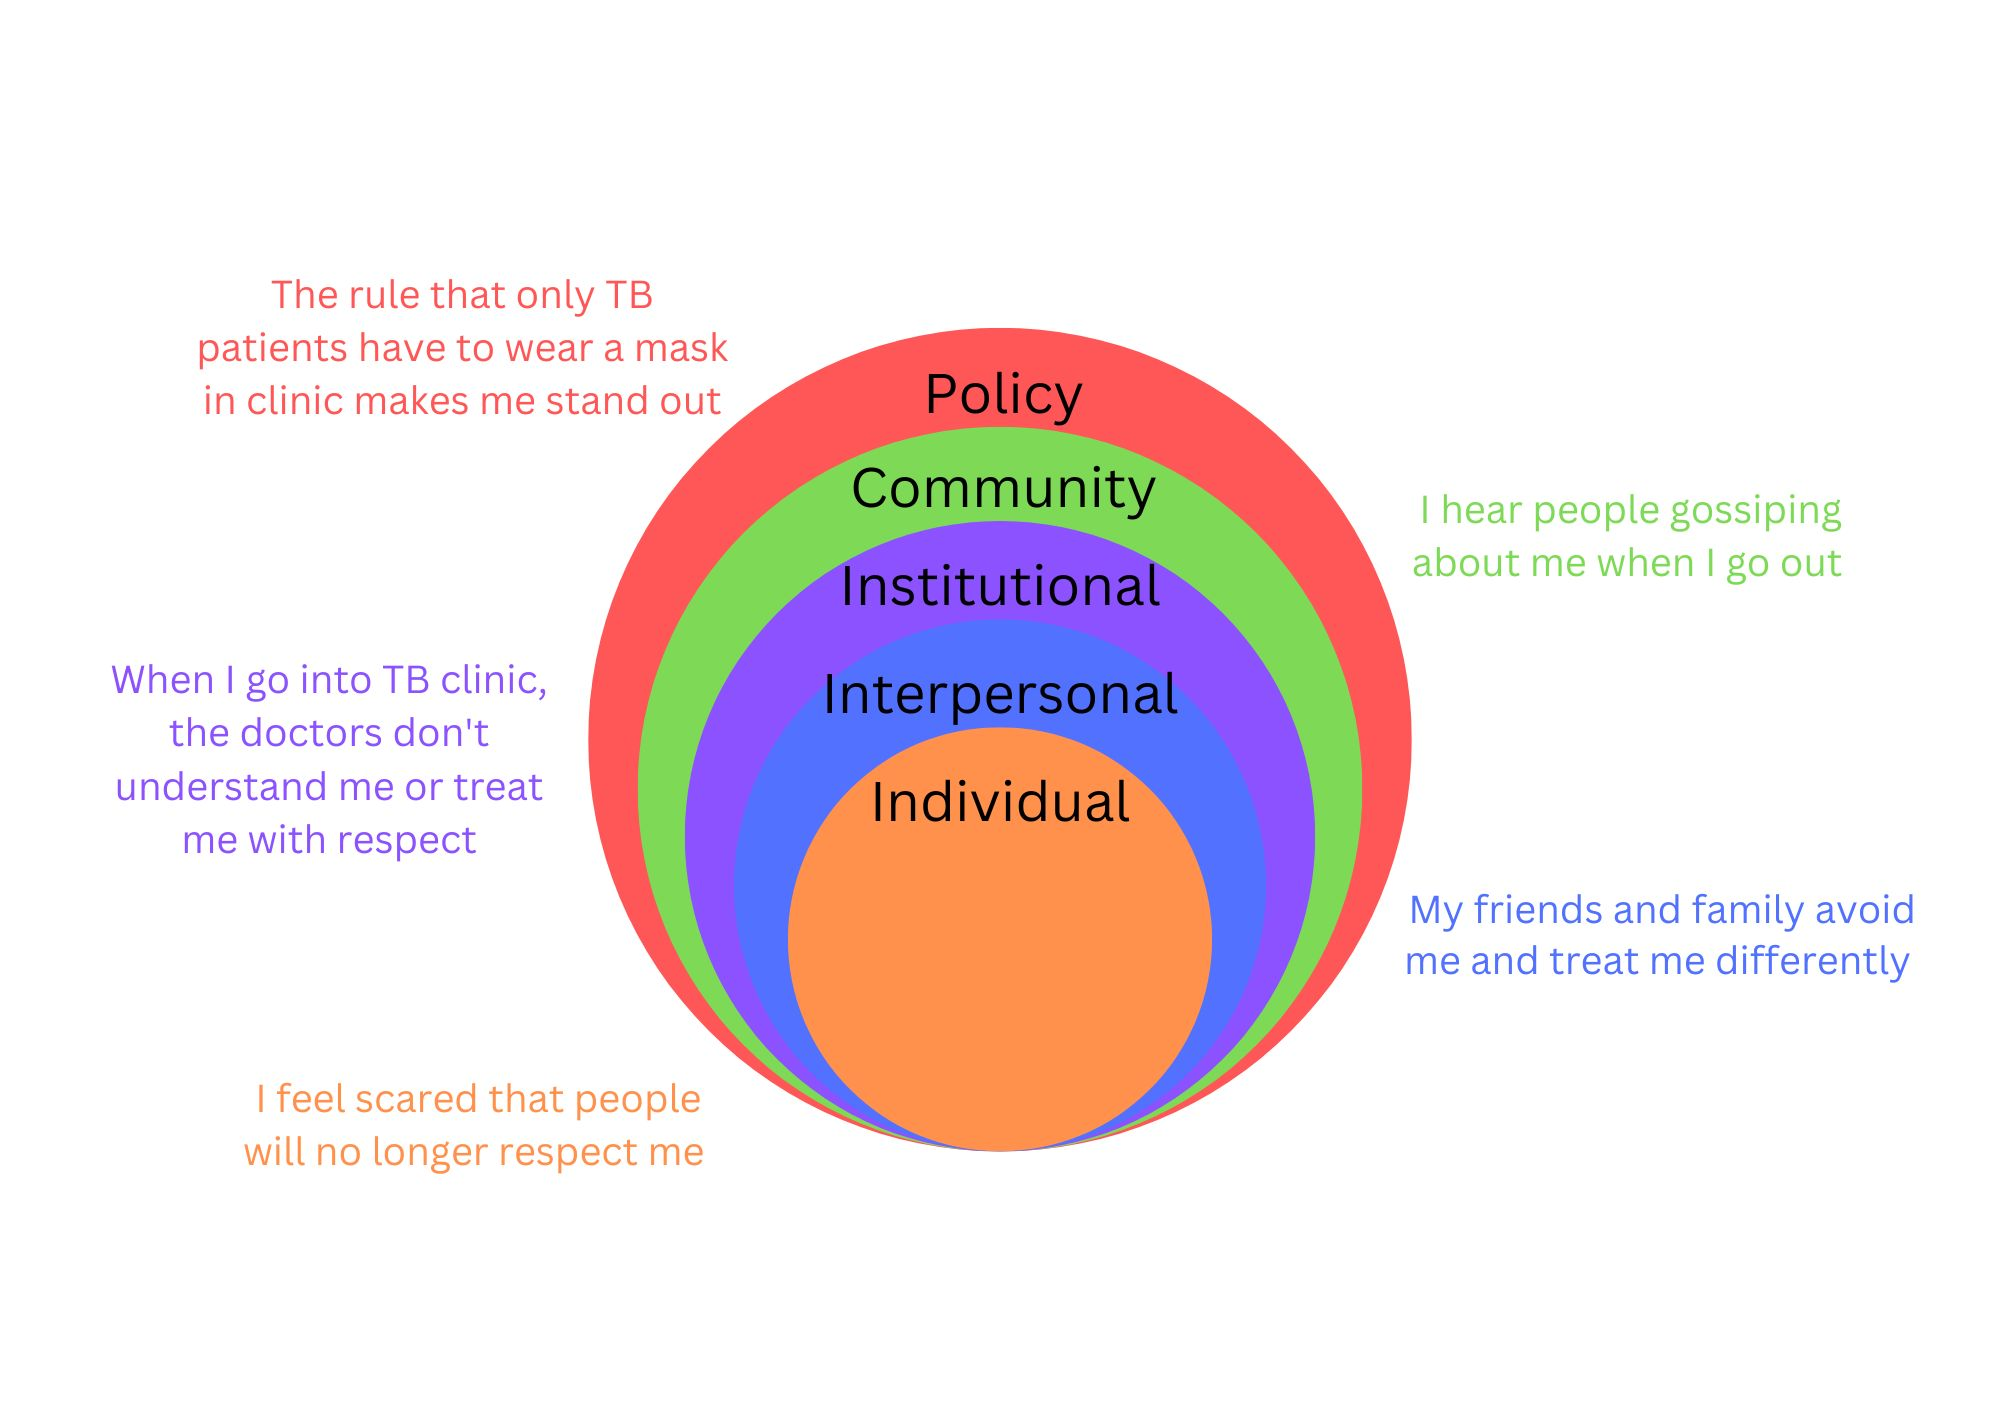 The rule that only TB
patients have to wear a mask
in clinic makes me stand out
Policy
Community
I hear people gossiping
about me when I go out
Institutional
When I go into TB clinic,
the doctors don't
understand me or treat
me with respect
Interpersonal
Individual
My friends and family avoid
me and treat me differently
I feel scared that people
will no longer respect me